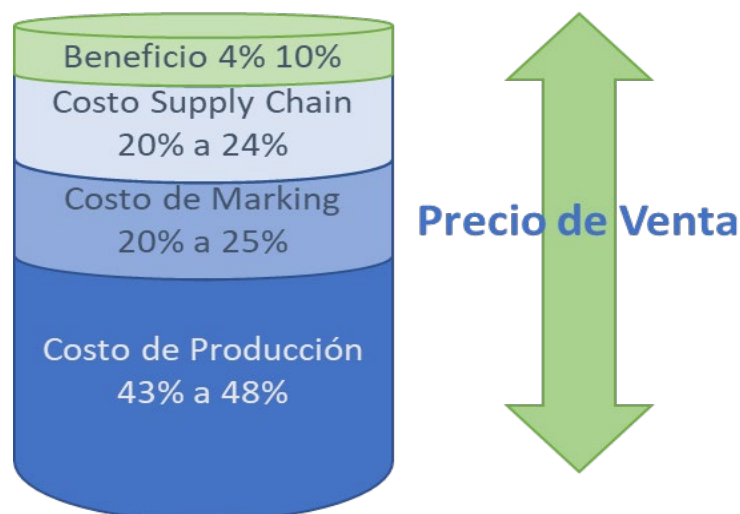 Beneficio 4% 10%
Costo Supply Chain
20% a 24%
Costo de Marking
20% a 25%
Precio de Venta
Costo de Producción
43% a 48%